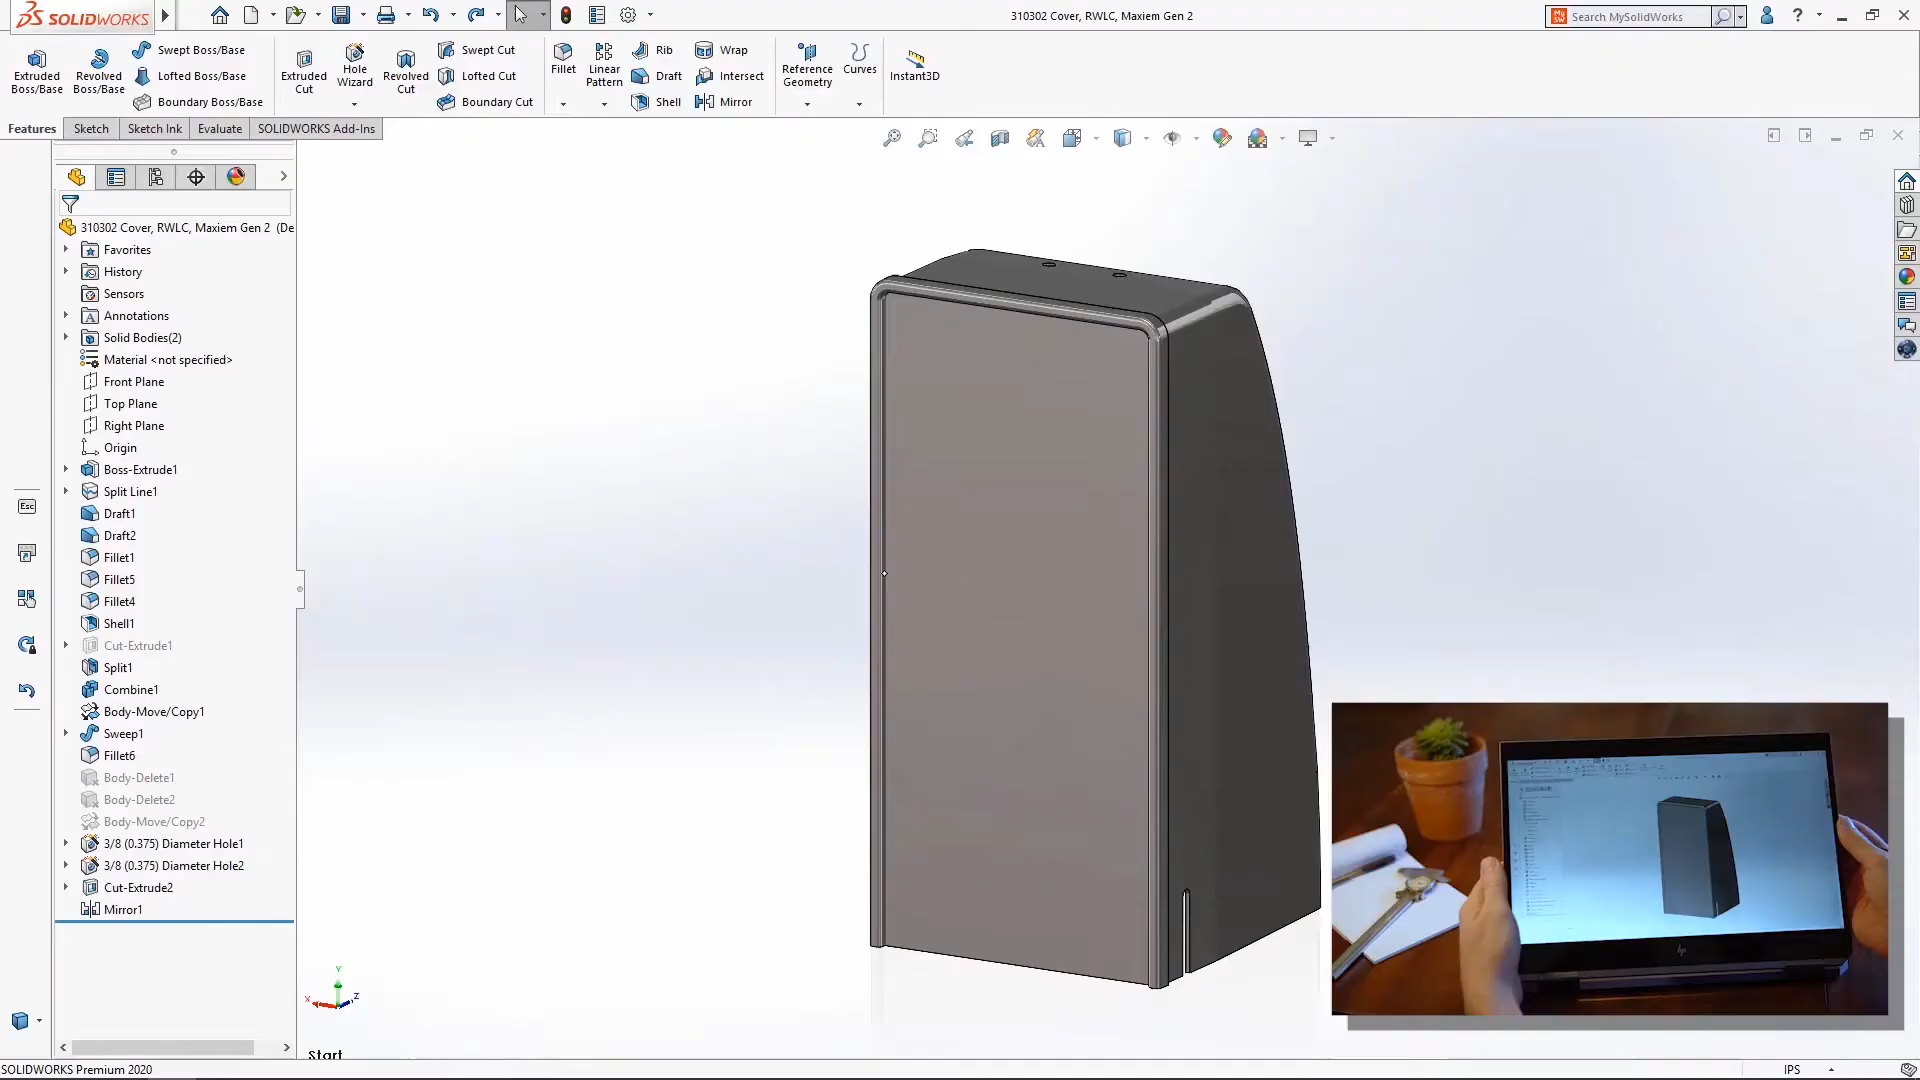 SOLIDWORKS
310302 Cover, RWLC, Maxiem Gen 2
Search MySolidWorks
Extruded Boss/Base
Revolved Boss/Base
Swept Boss/Base
Lofted Boss/Base
Boundary Boss/Base
Extruded Cut
Hole Wizard
Revolved Cut
Swept Cut
Lofted Cut
Boundary Cut
Fillet
Linear Pattern
Rib
Draft
Shell
Wrap
Intersect
Mirror
Reference Geometry
Curves
Instant3D
Features
Sketch
Sketch Ink
Evaluate
SOLIDWORKS Add-Ins
310302 Cover, RWLC, Maxiem Gen 2 (De
Favorites
History
Sensors
Annotations
Solid Bodies(2)
Material <not specified>
Front Plane
Top Plane
Right Plane
Origin
Boss-Extrude1
Split Line1
Draft1
Draft2
Fillet1
Fillet5
Fillet4
Shell1
Cut-Extrude1
Split1
Combine1
Body-Move/Copy1
Sweep1
Fillet6
Body-Delete1
Body-Delete2
Body-Move/Copy2
3/8 (0.375) Diameter Hole1
3/8 (0.375) Diameter Hole2
Cut-Extrude2
Mirror1
Esc
Y
X
Z
Start
hp
SOLIDWORKS Premium 2020
IPS